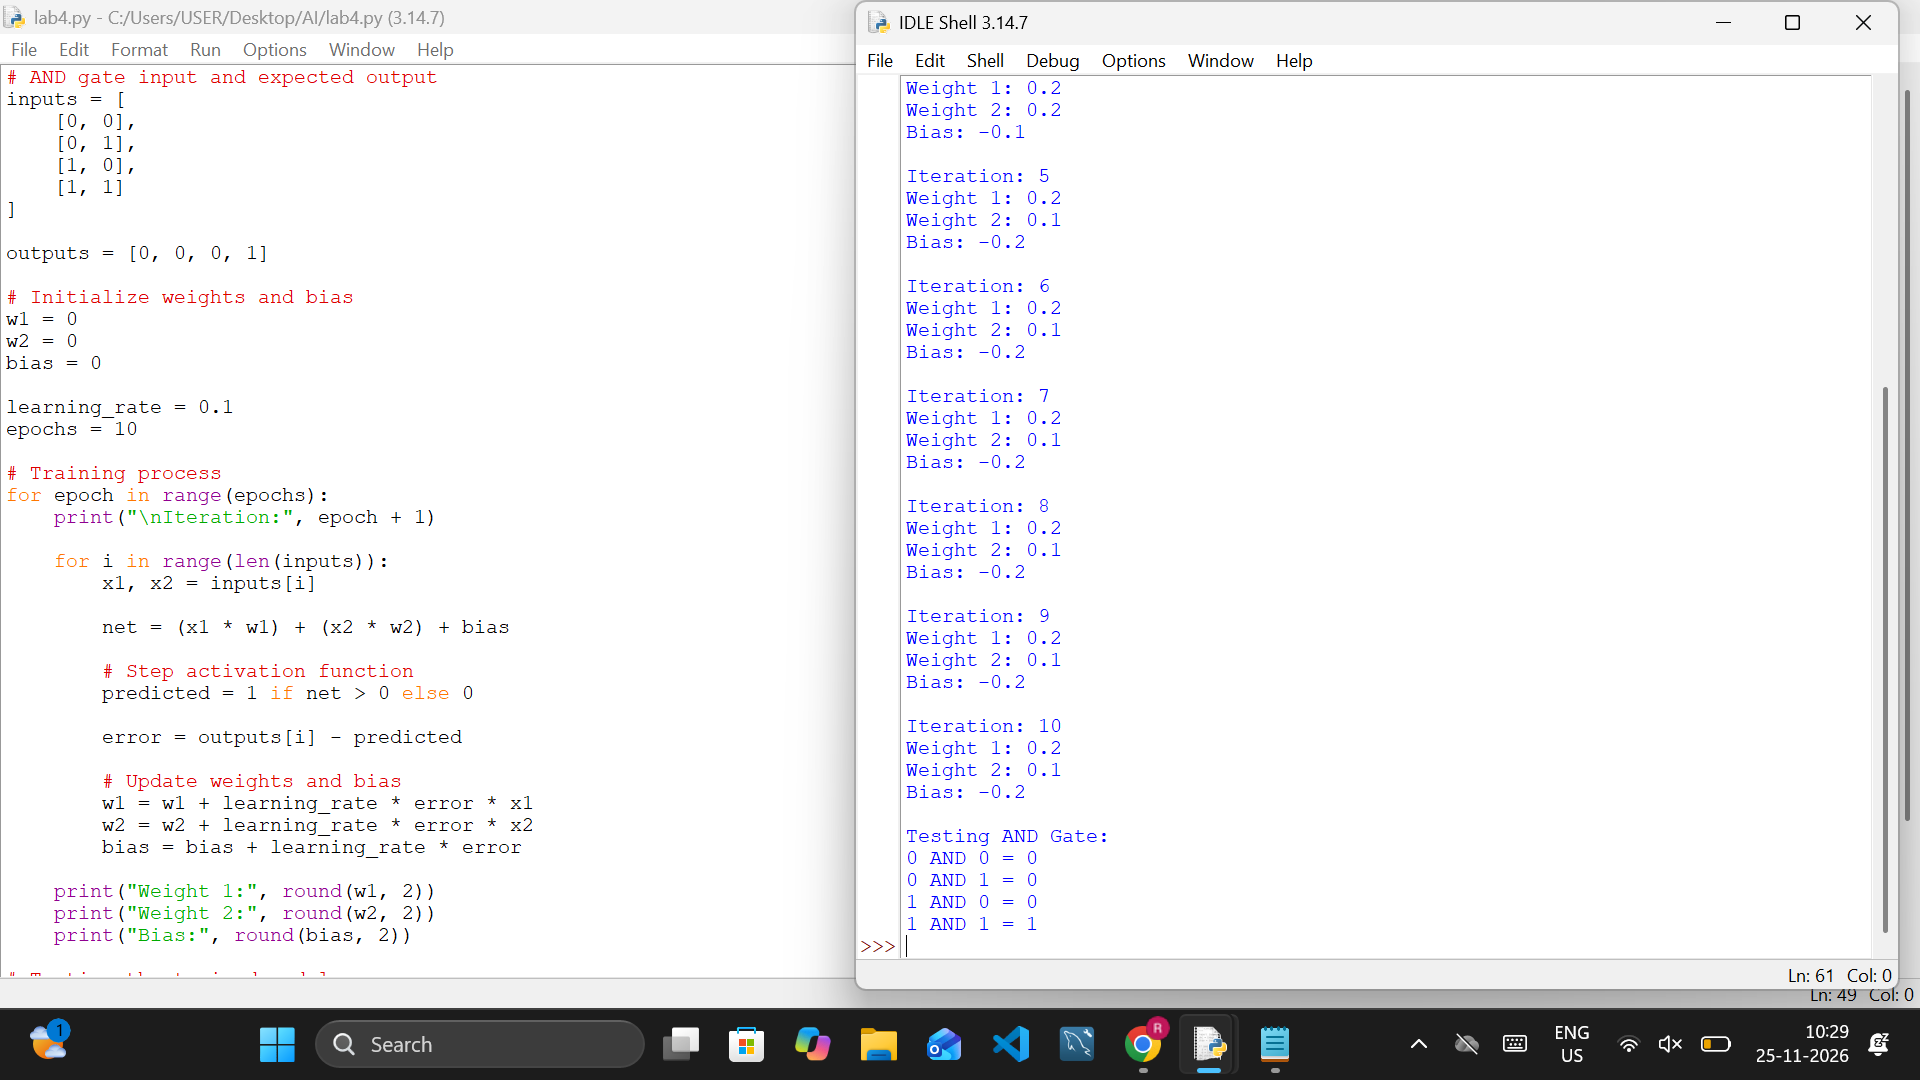 lab4.py - C:/Users/USER/Desktop/AI/lab4.py (3.14.7)
File Edit Format Run Options Window Help
# AND gate input and expected output
inputs = [
    [0, 0],
    [0, 1],
    [1, 0],
    [1, 1]
]
outputs = [0, 0, 0, 1]
# Initialize weights and bias
w1 = 0
w2 = 0
bias = 0
learning_rate = 0.1
epochs = 10
# Training process
for epoch in range(epochs):
    print("\nIteration:", epoch + 1)
    for i in range(len(inputs)):
        x1, x2 = inputs[i]
        net = (x1 * w1) + (x2 * w2) + bias
        # Step activation function
        predicted = 1 if net > 0 else 0
        error = outputs[i] - predicted
        # Update weights and bias
        w1 = w1 + learning_rate * error * x1
        w2 = w2 + learning_rate * error * x2
        bias = bias + learning_rate * error
    print("Weight 1:", round(w1, 2))
    print("Weight 2:", round(w2, 2))
    print("Bias:", round(bias, 2))
Ln: 49 Col: 0
IDLE Shell 3.14.7
File Edit Shell Debug Options Window Help
Weight 1: 0.2
Weight 2: 0.2
Bias: -0.1
Iteration: 5
Weight 1: 0.2
Weight 2: 0.1
Bias: -0.2
Iteration: 6
Weight 1: 0.2
Weight 2: 0.1
Bias: -0.2
Iteration: 7
Weight 1: 0.2
Weight 2: 0.1
Bias: -0.2
Iteration: 8
Weight 1: 0.2
Weight 2: 0.1
Bias: -0.2
Iteration: 9
Weight 1: 0.2
Weight 2: 0.1
Bias: -0.2
Iteration: 10
Weight 1: 0.2
Weight 2: 0.1
Bias: -0.2
Testing AND Gate:
0 AND 0 = 0
0 AND 1 = 0
1 AND 0 = 0
1 AND 1 = 1
>>>
Ln: 61 Col: 0
1
Search
R
ENG
US
10:29
25-11-2026